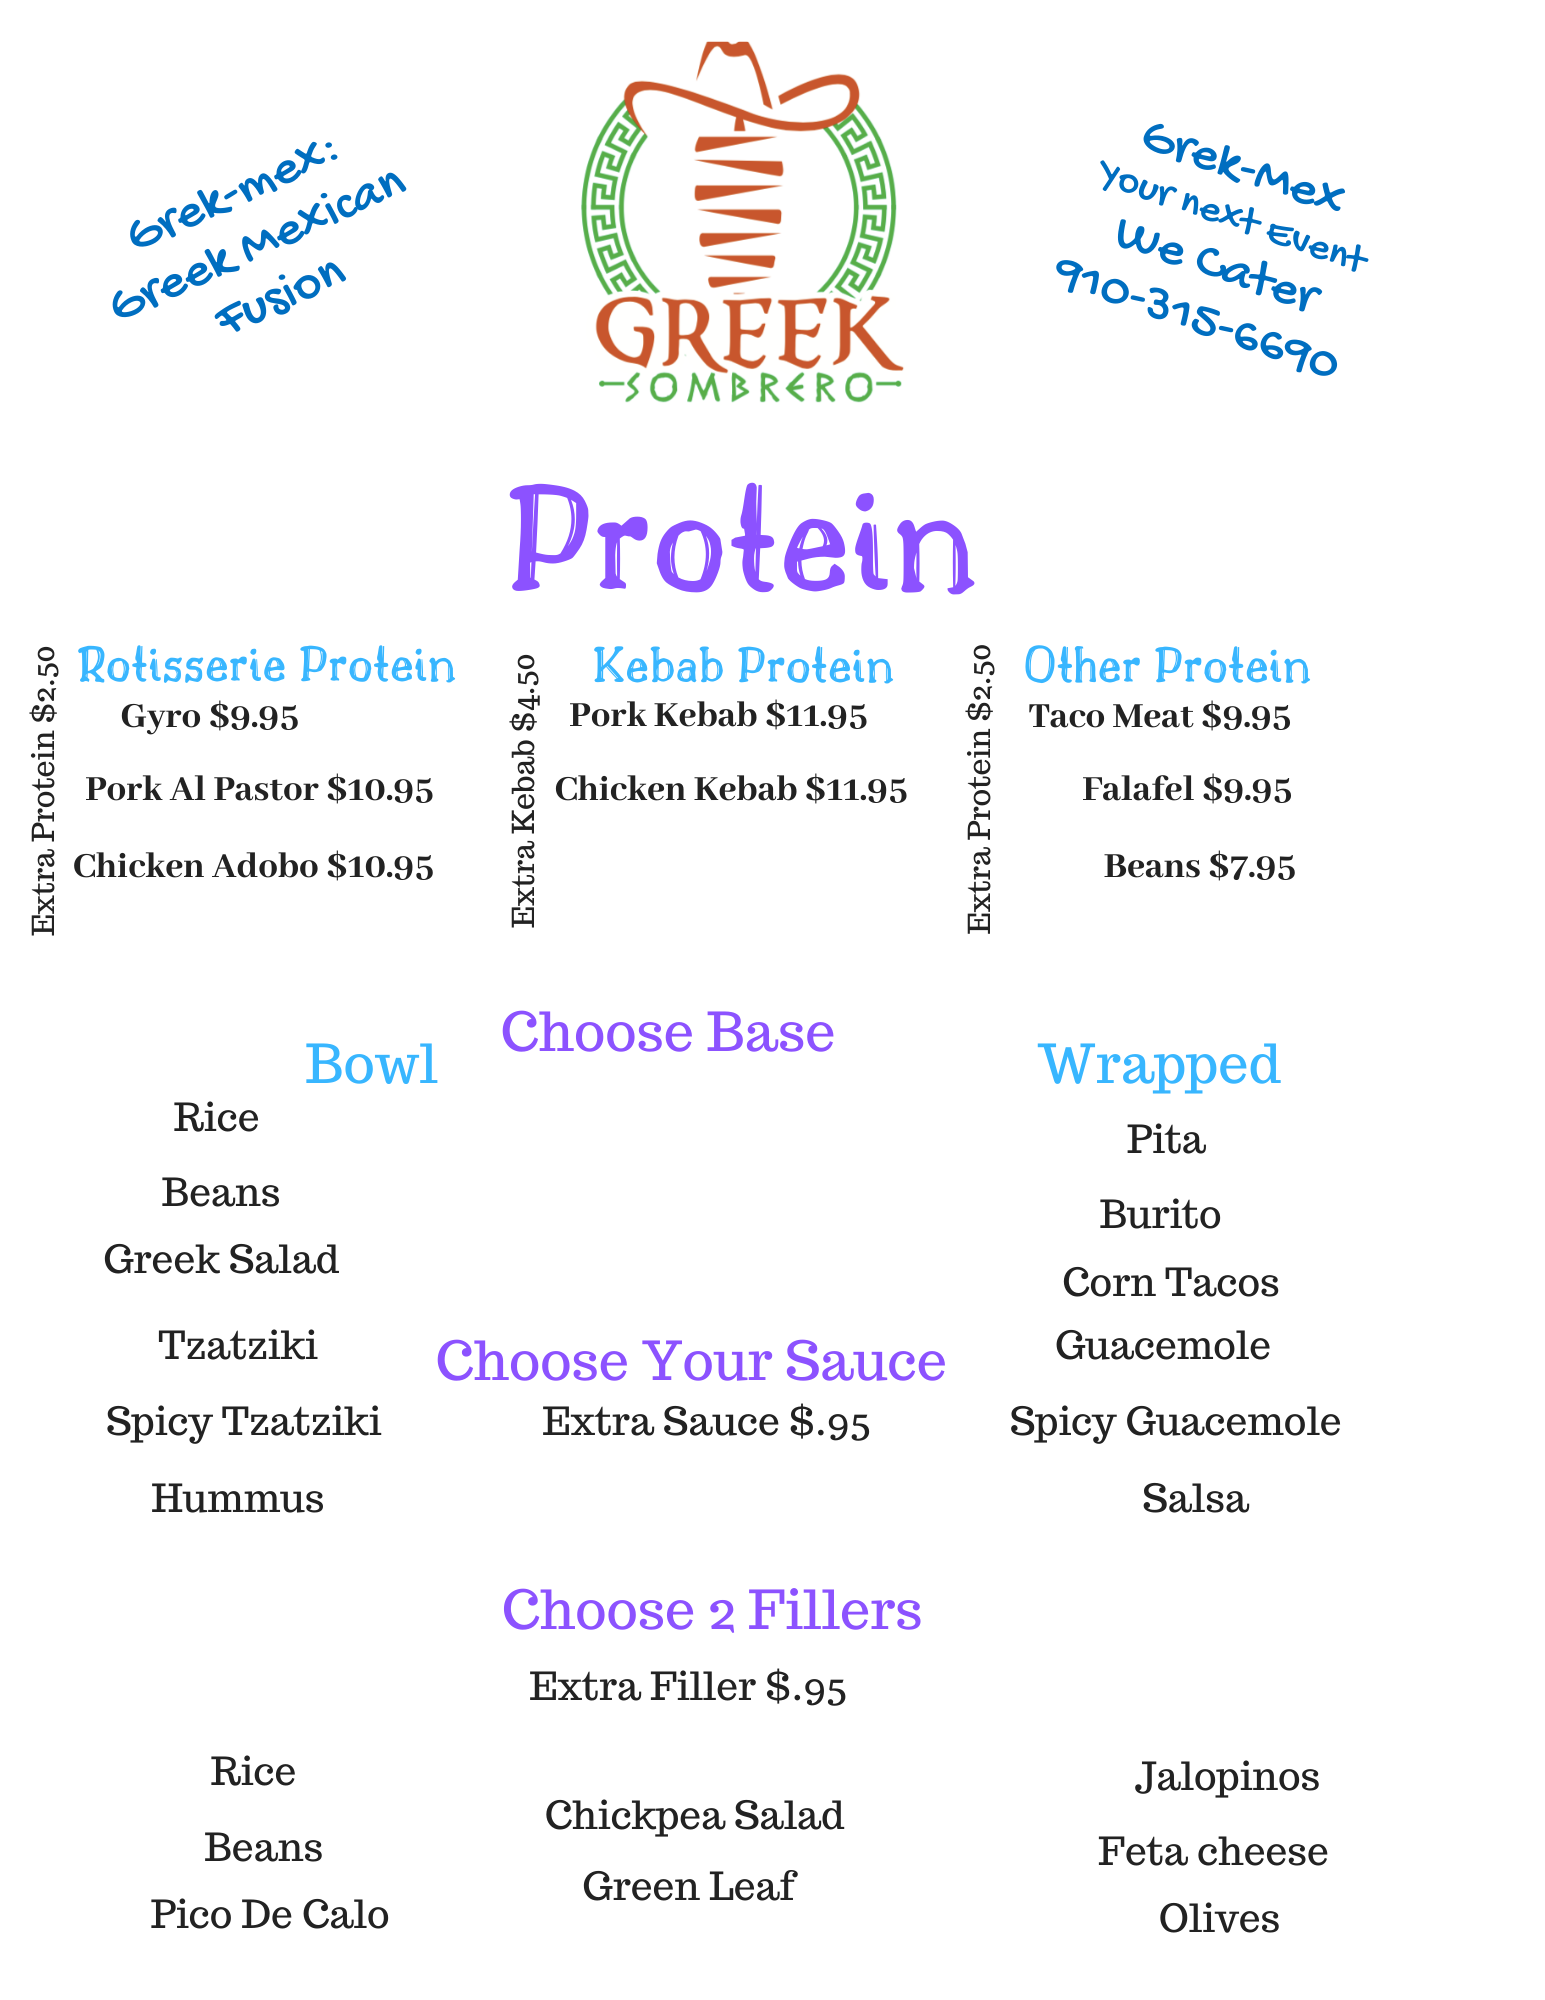 Grek-mex:
Greek Mexican
Fusion
GREEK
SOMBRERO
Grek-Mex
Your next Event
We Cater
910-315-6690
Protein
Extra Protein $2.50
Rotisserie Protein
Gyro $9.95
Pork Al Pastor $10.95
Chicken Adobo $10.95
Extra Kebab $4.50
Kebab Protein
Pork Kebab $11.95
Chicken Kebab $11.95
Extra Protein $2.50
Other Protein
Taco Meat $9.95
Falafel $9.95
Beans $7.95
Choose Base
Bowl
Rice
Beans
Greek Salad
Wrapped
Pita
Burito
Corn Tacos
Choose Your Sauce
Extra Sauce $.95
Tzatziki
Spicy Tzatziki
Hummus
Guacemole
Spicy Guacemole
Salsa
Choose 2 Fillers
Extra Filler $.95
Rice
Beans
Pico De Calo
Chickpea Salad
Green Leaf
Jalopinos
Feta cheese
Olives